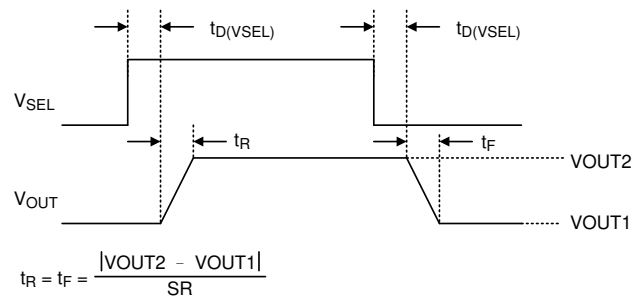 tD(VSEL) tD(VSEL)
VSEL
tR tF
VOUT2
VOUT
VOUT1
tR = tF = |VOUT2 – VOUT1| / SR